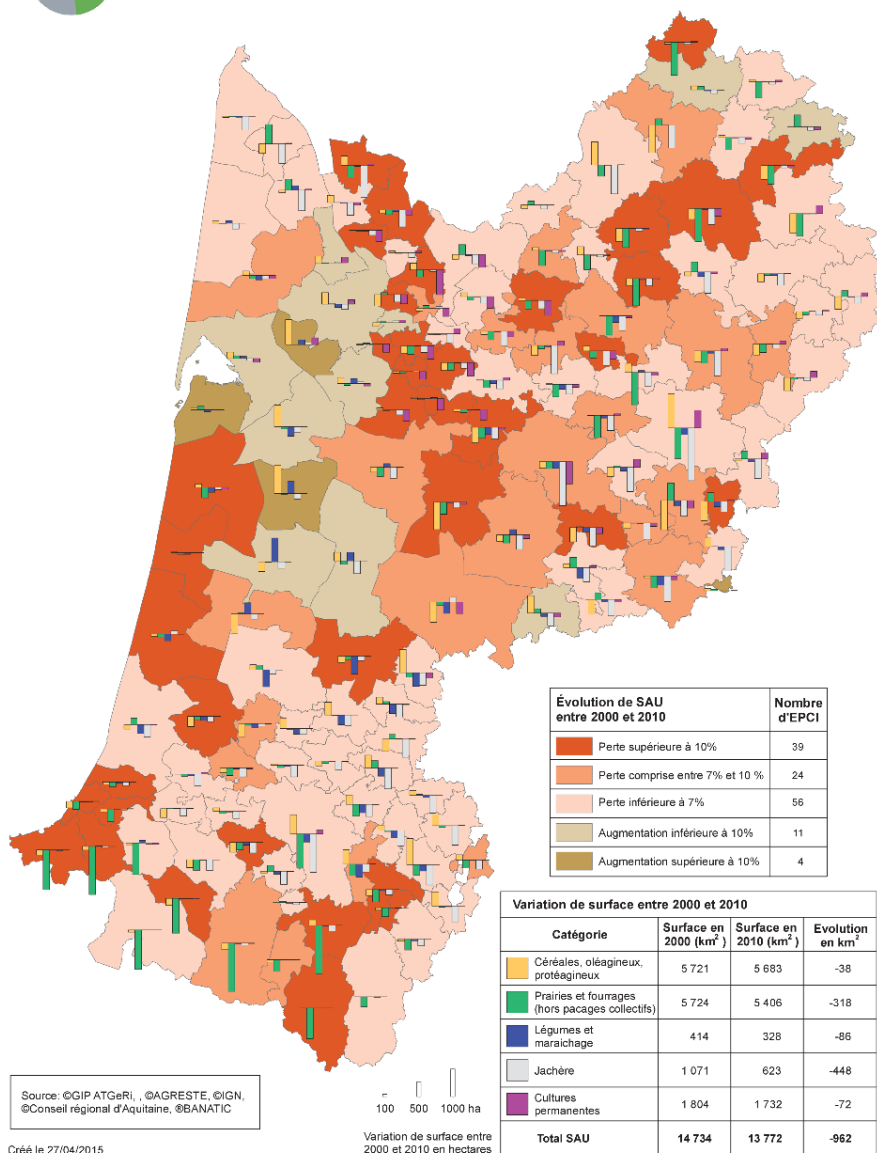 Évolution de SAU
entre 2000 et 2010
Nombre
d'EPCI
Perte supérieure à 10% 39
Perte comprise entre 7% et 10 % 24
Perte inférieure à 7% 56
Augmentation inférieure à 10% 11
Augmentation supérieure à 10% 4
Variation de surface entre 2000 et 2010
Catégorie
Surface en
2000 (km²)
Surface en
2010 (km²)
Evolution
en km²
Céréales, oléagineux,
protéagineux
5 721 5 683 -38
Prairies et fourrages
(hors pacages collectifs)
5 724 5 406 -318
Légumes et
maraichage
414 328 -86
Jachère 1 071 623 -448
Cultures
permanentes
1 804 1 732 -72
Total SAU 14 734 13 772 -962
Source: ©GIP ATGeRi, , ©AGRESTE, ©IGN,
©Conseil régional d'Aquitaine, ®BANATIC
100 500 1000 ha
Variation de surface entre
2000 et 2010 en hectares
Créé le 27/04/2015